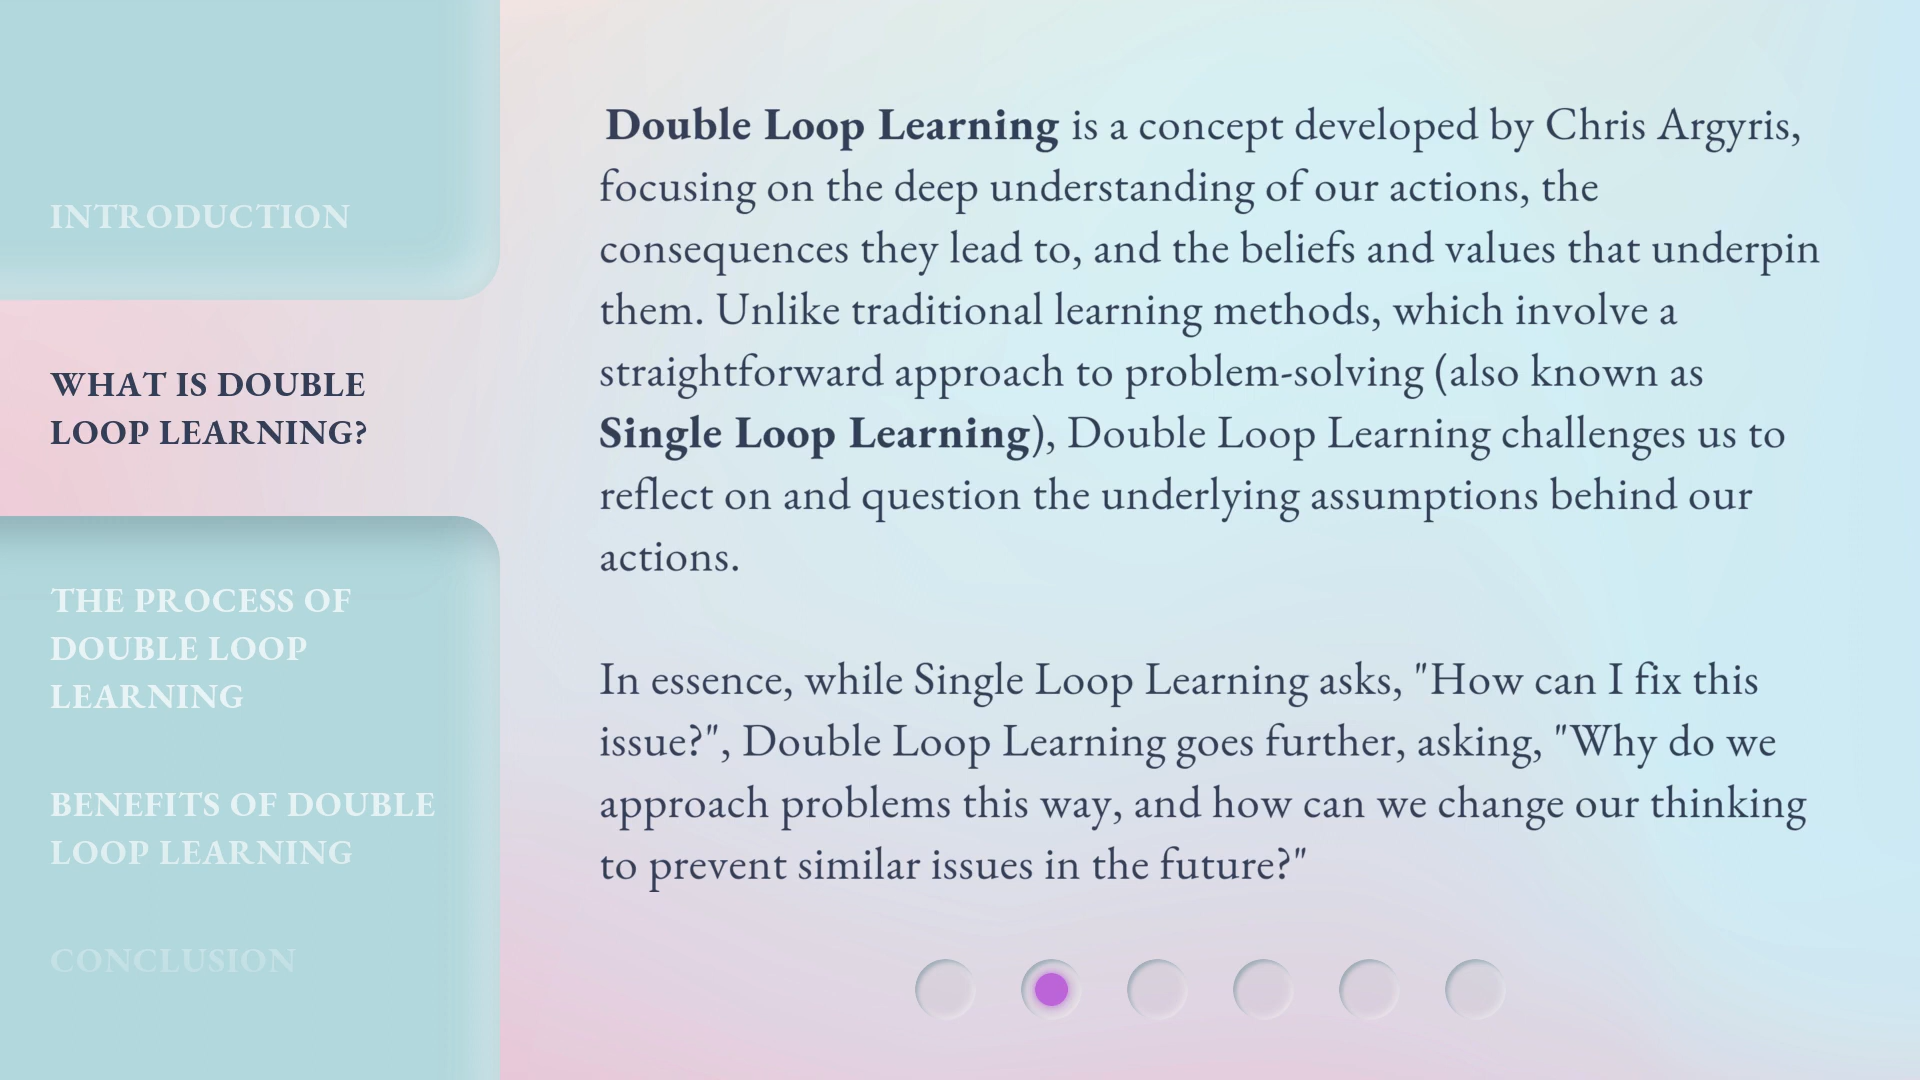 INTRODUCTION
WHAT IS DOUBLE
LOOP LEARNING?
THE PROCESS OF
DOUBLE LOOP
LEARNING
BENEFITS OF DOUBLE
LOOP LEARNING
CONCLUSION
Double Loop Learning is a concept developed by Chris Argyris,
focusing on the deep understanding of our actions, the
consequences they lead to, and the beliefs and values that underpin
them. Unlike traditional learning methods, which involve a
straightforward approach to problem-solving (also known as
Single Loop Learning), Double Loop Learning challenges us to
reflect on and question the underlying assumptions behind our
actions.
In essence, while Single Loop Learning asks, "How can I fix this
issue?", Double Loop Learning goes further, asking, "Why do we
approach problems this way, and how can we change our thinking
to prevent similar issues in the future?"